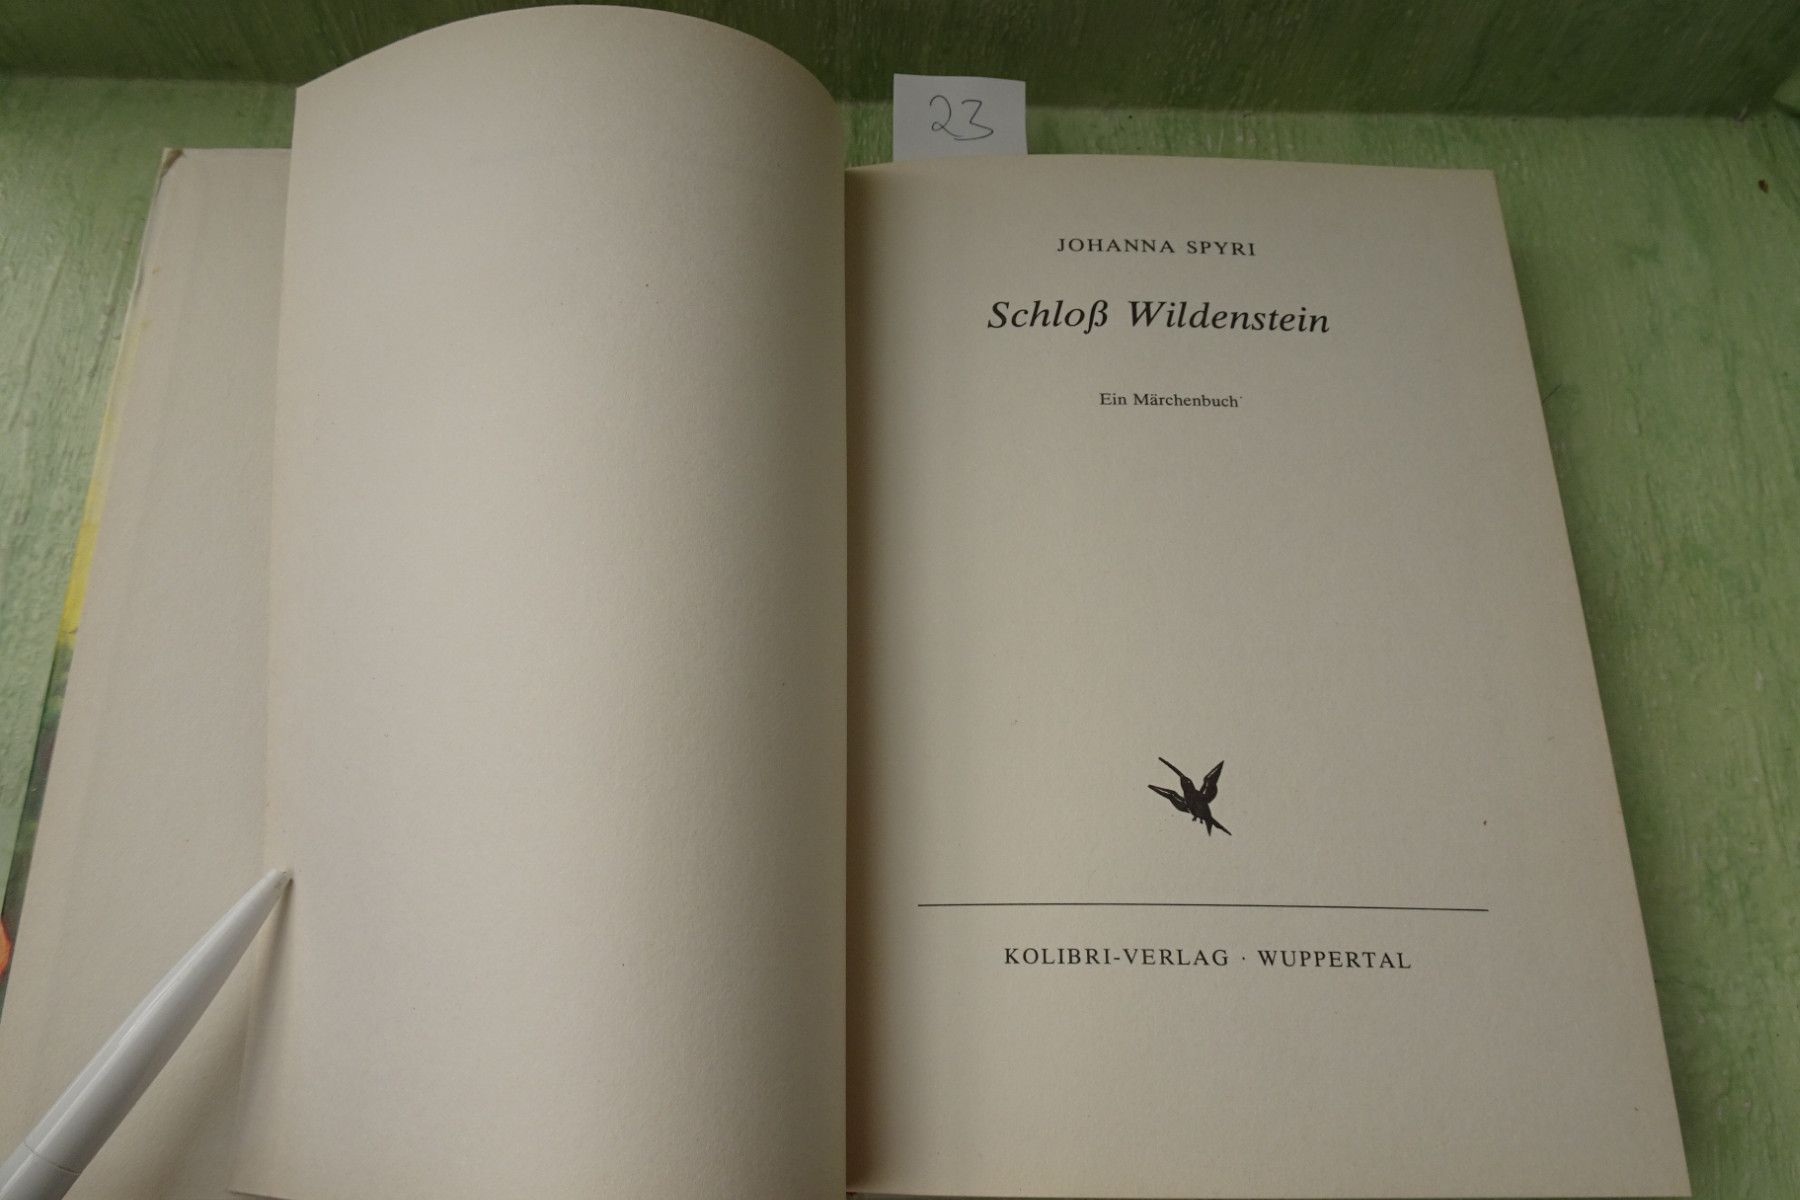 23
JOHANNA SPYRI
Schloß Wildenstein
Ein Märchenbuch
KOLIBRI-VERLAG · WUPPERTAL